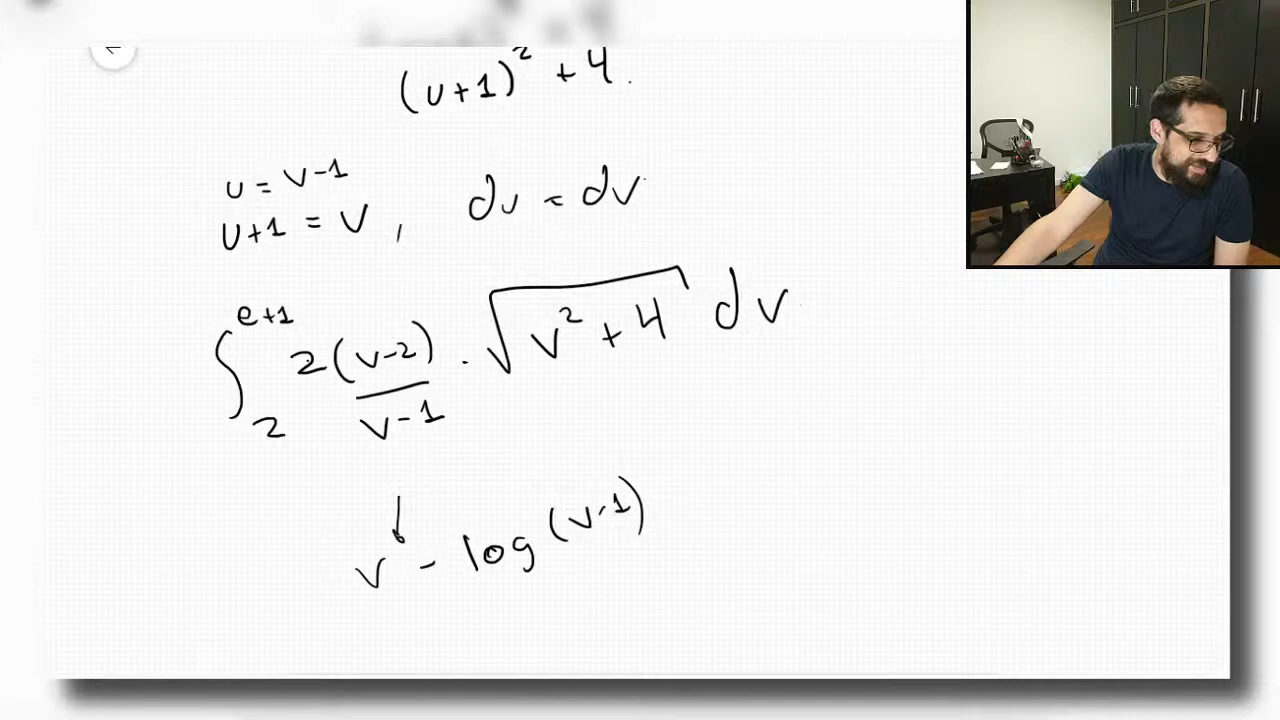 (u+1)² + 4.
u = v-1
u+1 = v , du = dv
∫₂^{e+1} 2(v-2)/(v-1) · √(v²+4) dv
v - log(v-1)